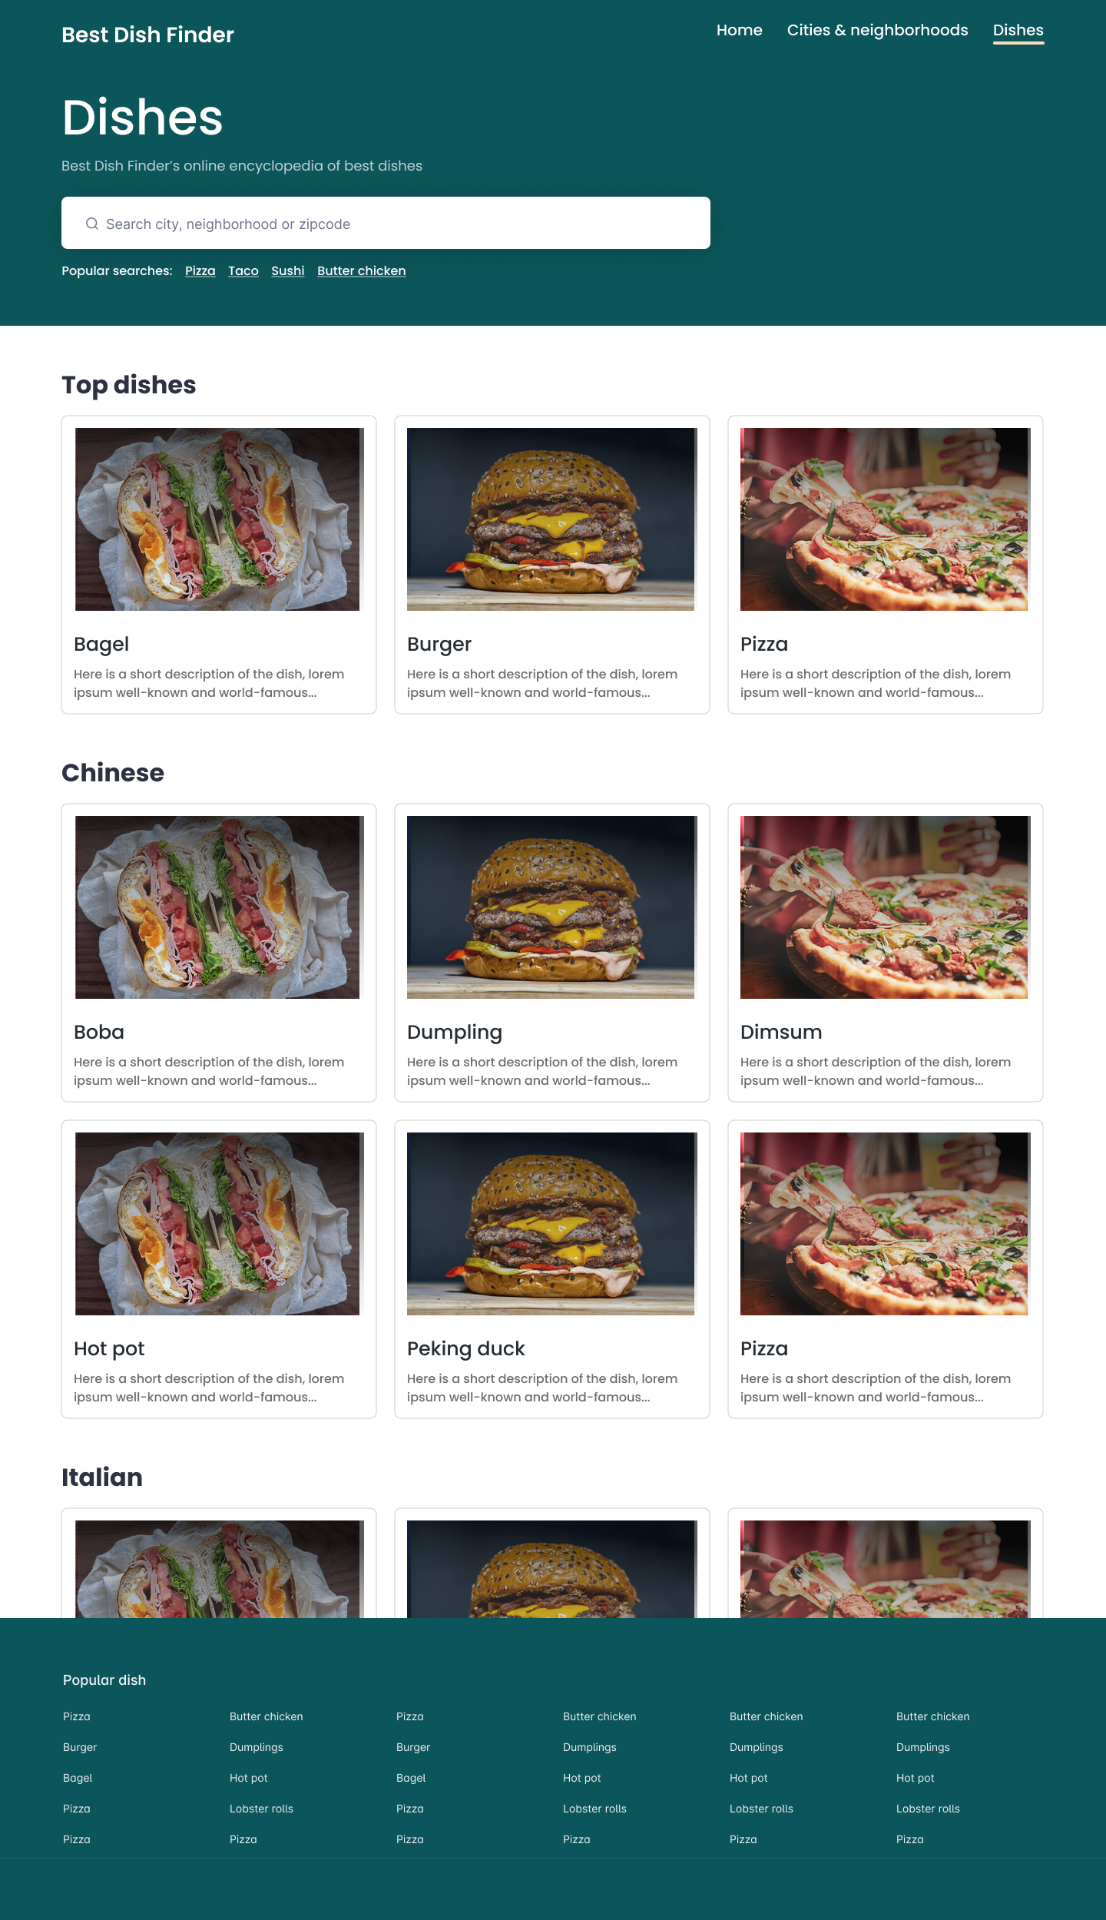 Best Dish Finder
Home
Cities & neighborhoods
Dishes
Dishes
Best Dish Finder's online encyclopedia of best dishes
Search city, neighborhood or zipcode
Popular searches: Pizza Taco Sushi Butter chicken
Top dishes
Bagel
Here is a short description of the dish, lorem
ipsum well-known and world-famous...
Burger
Here is a short description of the dish, lorem
ipsum well-known and world-famous...
Pizza
Here is a short description of the dish, lorem
ipsum well-known and world-famous...
Chinese
Boba
Here is a short description of the dish, lorem
ipsum well-known and world-famous...
Dumpling
Here is a short description of the dish, lorem
ipsum well-known and world-famous...
Dimsum
Here is a short description of the dish, lorem
ipsum well-known and world-famous...
Hot pot
Here is a short description of the dish, lorem
ipsum well-known and world-famous...
Peking duck
Here is a short description of the dish, lorem
ipsum well-known and world-famous...
Pizza
Here is a short description of the dish, lorem
ipsum well-known and world-famous...
Italian
Popular dish
Pizza
Burger
Bagel
Pizza
Pizza
Butter chicken
Dumplings
Hot pot
Lobster rolls
Pizza
Pizza
Burger
Bagel
Pizza
Pizza
Butter chicken
Dumplings
Hot pot
Lobster rolls
Pizza
Butter chicken
Dumplings
Hot pot
Lobster rolls
Pizza
Butter chicken
Dumplings
Hot pot
Lobster rolls
Pizza